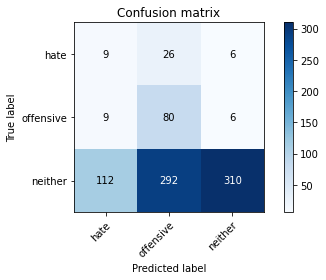 Confusion matrix
hate
offensive
neither
9 26 6
9 80 6
112 292 310
True label
hate
offensive
neither
Predicted label
300
250
200
150
100
50